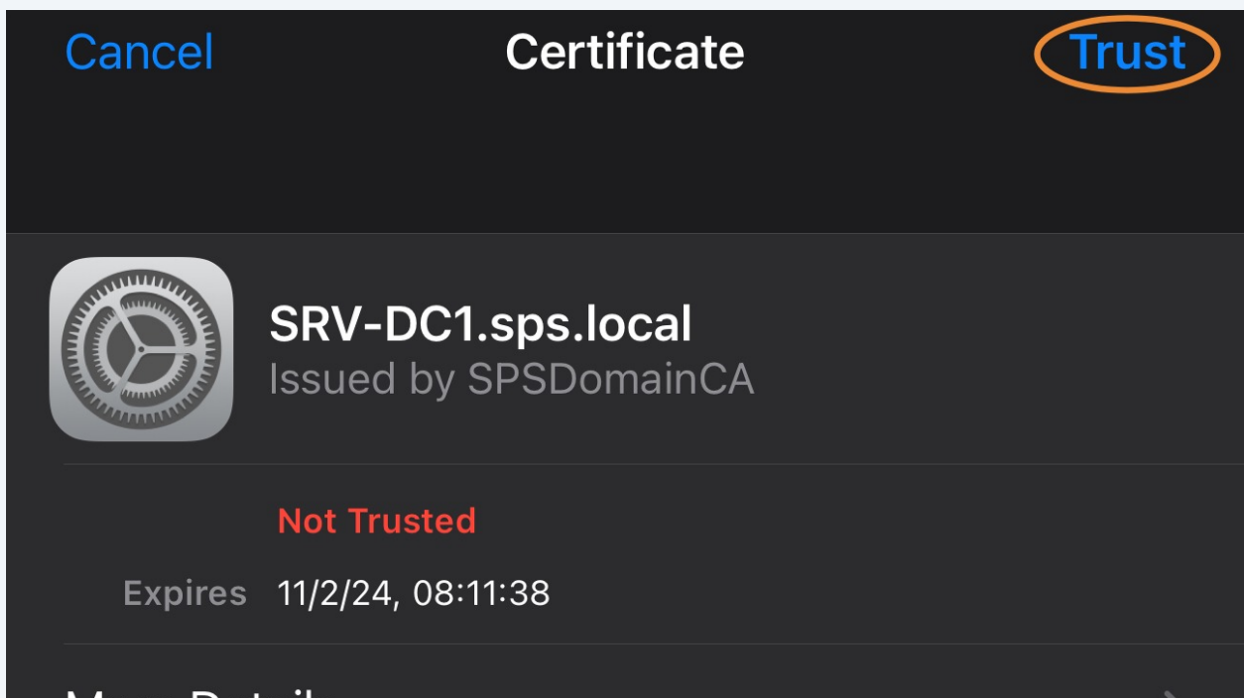 Cancel Certificate Trust
SRV-DC1.sps.local
Issued by SPSDomainCA
Not Trusted
Expires 11/2/24, 08:11:38